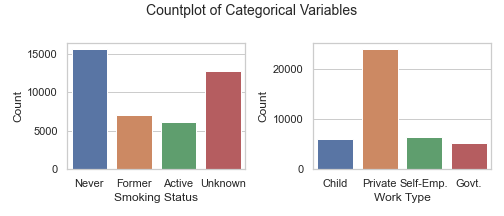 Countplot of Categorical Variables
Count
15000
10000
5000
0
Never Former Active Unknown
Smoking Status
Count
20000
10000
0
Child Private Self-Emp. Govt.
Work Type